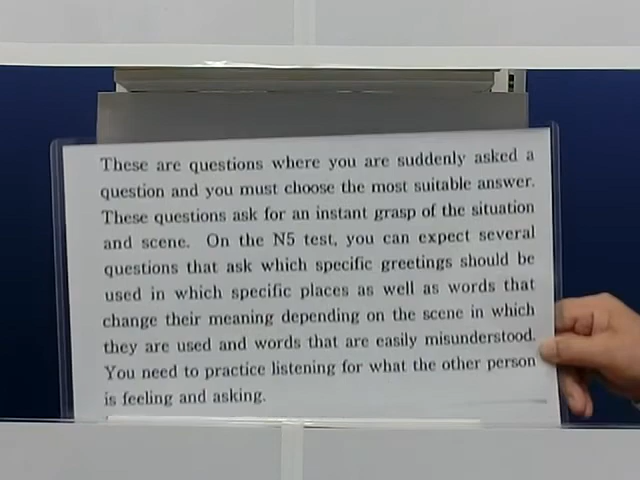 These are questions where you are suddenly asked a
question and you must choose the most suitable answer.
These questions ask for an instant grasp of the situation
and scene. On the N5 test, you can expect several
questions that ask which specific greetings should be
used in which specific places as well as words that
change their meaning depending on the scene in which
they are used and words that are easily misunderstood.
You need to practice listening for what the other person
is feeling and asking.